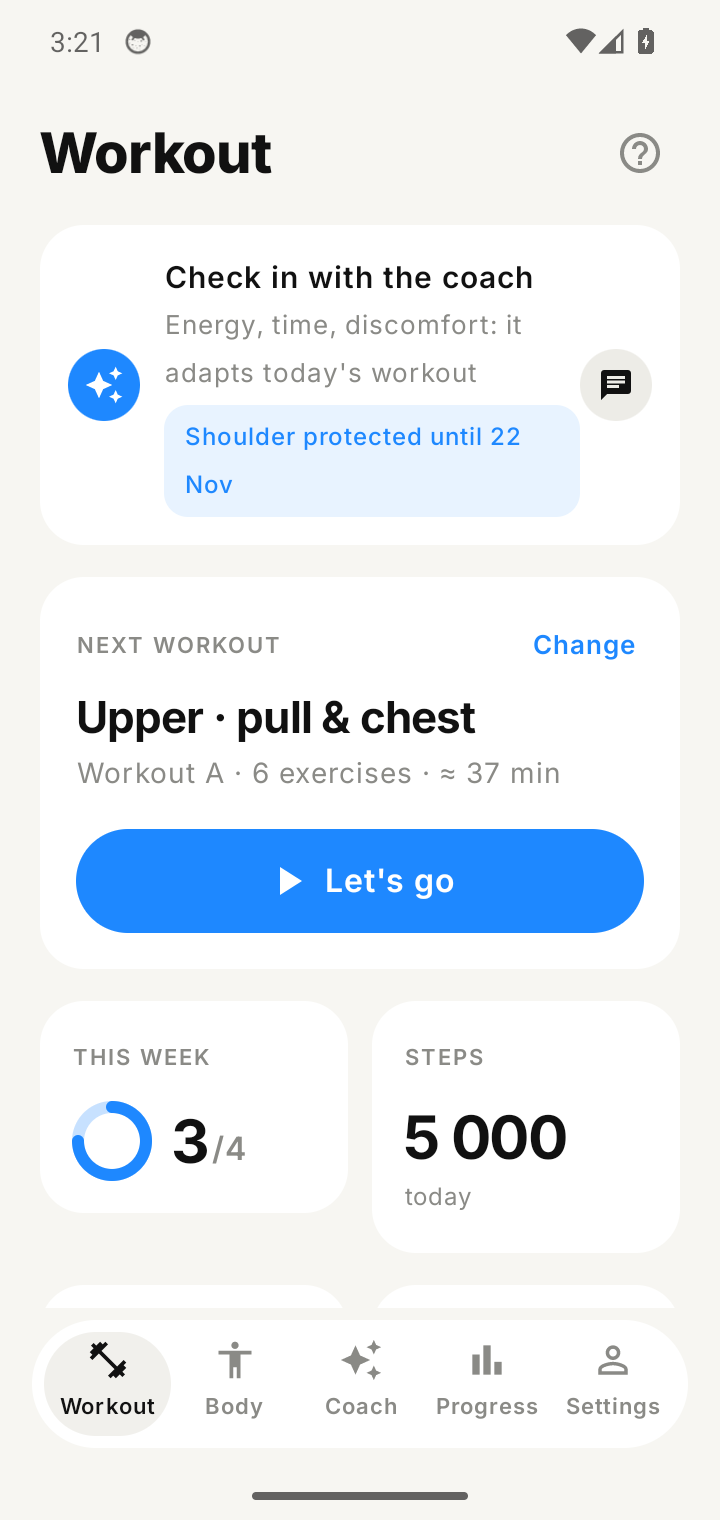 3:21
Workout
Check in with the coach
Energy, time, discomfort: it
adapts today's workout
Shoulder protected until 22
Nov
NEXT WORKOUT
Change
Upper · pull & chest
Workout A · 6 exercises · ≈ 37 min
Let's go
THIS WEEK
3/4
STEPS
5 000
today
Workout
Body
Coach
Progress
Settings